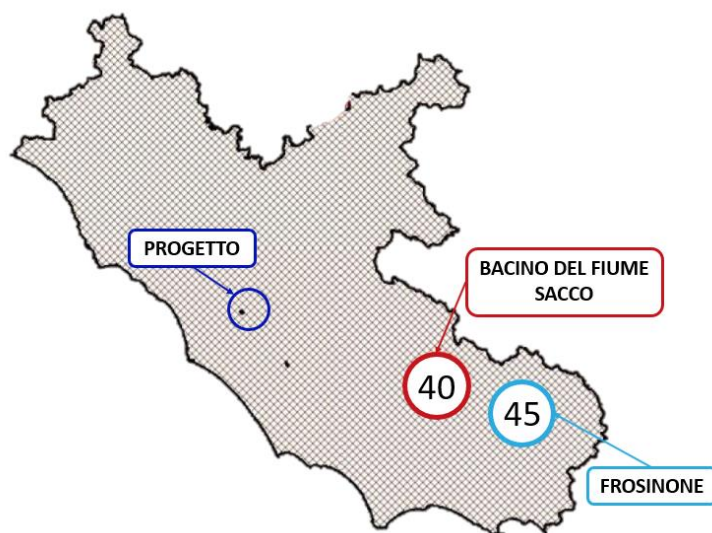 PROGETTO
BACINO DEL FIUME
SACCO
40
45
FROSINONE